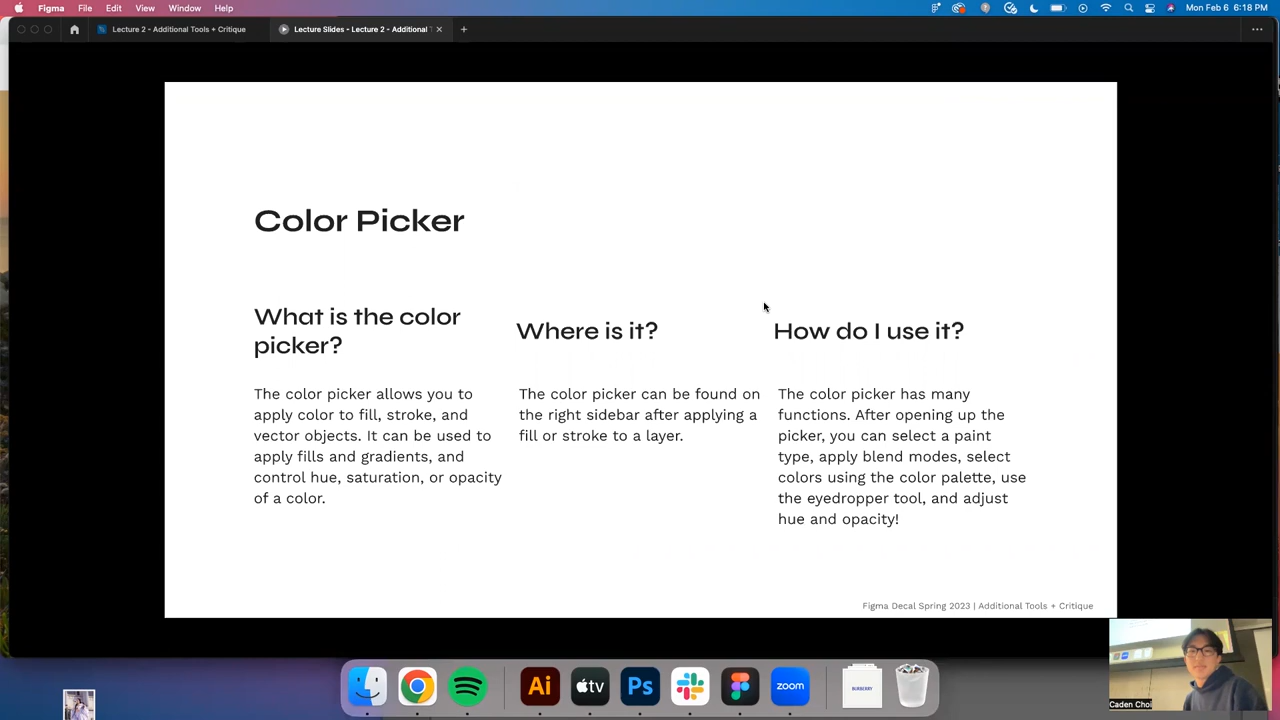 Figma File Edit View Window Help
Mon Feb 6 6:18 PM
Lecture 2 - Additional Tools + Critique
Lecture Slides - Lecture 2 - Additional
Color Picker
What is the color
picker?
The color picker allows you to
apply color to fill, stroke, and
vector objects. It can be used to
apply fills and gradients, and
control hue, saturation, or opacity
of a color.
Where is it?
The color picker can be found on
the right sidebar after applying a
fill or stroke to a layer.
How do I use it?
The color picker has many
functions. After opening up the
picker, you can select a paint
type, apply blend modes, select
colors using the color palette, use
the eyedropper tool, and adjust
hue and opacity!
Figma Decal Spring 2023 | Additional Tools + Critique
Ai
tv
Ps
zoom
BURBERRY
Caden Choi